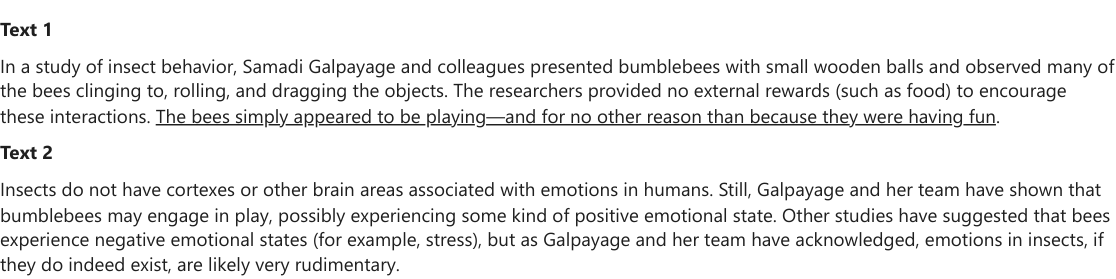 Text 1
In a study of insect behavior, Samadi Galpayage and colleagues presented bumblebees with small wooden balls and observed many of
the bees clinging to, rolling, and dragging the objects. The researchers provided no external rewards (such as food) to encourage
these interactions. The bees simply appeared to be playing—and for no other reason than because they were having fun.
Text 2
Insects do not have cortexes or other brain areas associated with emotions in humans. Still, Galpayage and her team have shown that
bumblebees may engage in play, possibly experiencing some kind of positive emotional state. Other studies have suggested that bees
experience negative emotional states (for example, stress), but as Galpayage and her team have acknowledged, emotions in insects, if
they do indeed exist, are likely very rudimentary.